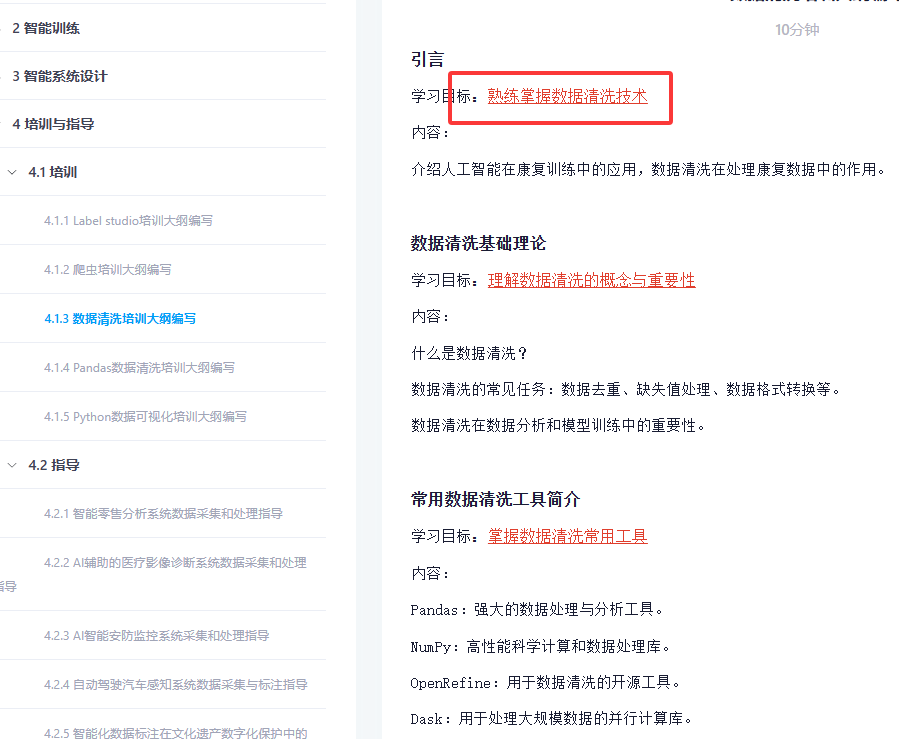 2 智能训练
3 智能系统设计
4 培训与指导
4.1 培训
4.1.1 Label studio培训大纲编写
4.1.2 爬虫培训大纲编写
4.1.3 数据清洗培训大纲编写
4.1.4 Pandas数据清洗培训大纲编写
4.1.5 Python数据可视化培训大纲编写
4.2 指导
4.2.1 智能零售分析系统数据采集和处理指导
4.2.2 AI辅助的医疗影像诊断系统数据采集和处理
指导
4.2.3 AI智能安防监控系统采集和处理指导
4.2.4 自动驾驶汽车感知系统数据采集与标注指导
4.2.5 智能化数据标注在文化遗产数字化保护中的
10分钟
引言
学习目标：熟练掌握数据清洗技术
内容：
介绍人工智能在康复训练中的应用，数据清洗在处理康复数据中的作用。
数据清洗基础理论
学习目标：理解数据清洗的概念与重要性
内容：
什么是数据清洗？
数据清洗的常见任务：数据去重、缺失值处理、数据格式转换等。
数据清洗在数据分析和模型训练中的重要性。
常用数据清洗工具简介
学习目标：掌握数据清洗常用工具
内容：
Pandas：强大的数据处理与分析工具。
NumPy：高性能科学计算和数据处理库。
OpenRefine：用于数据清洗的开源工具。
Dask：用于处理大规模数据的并行计算库。